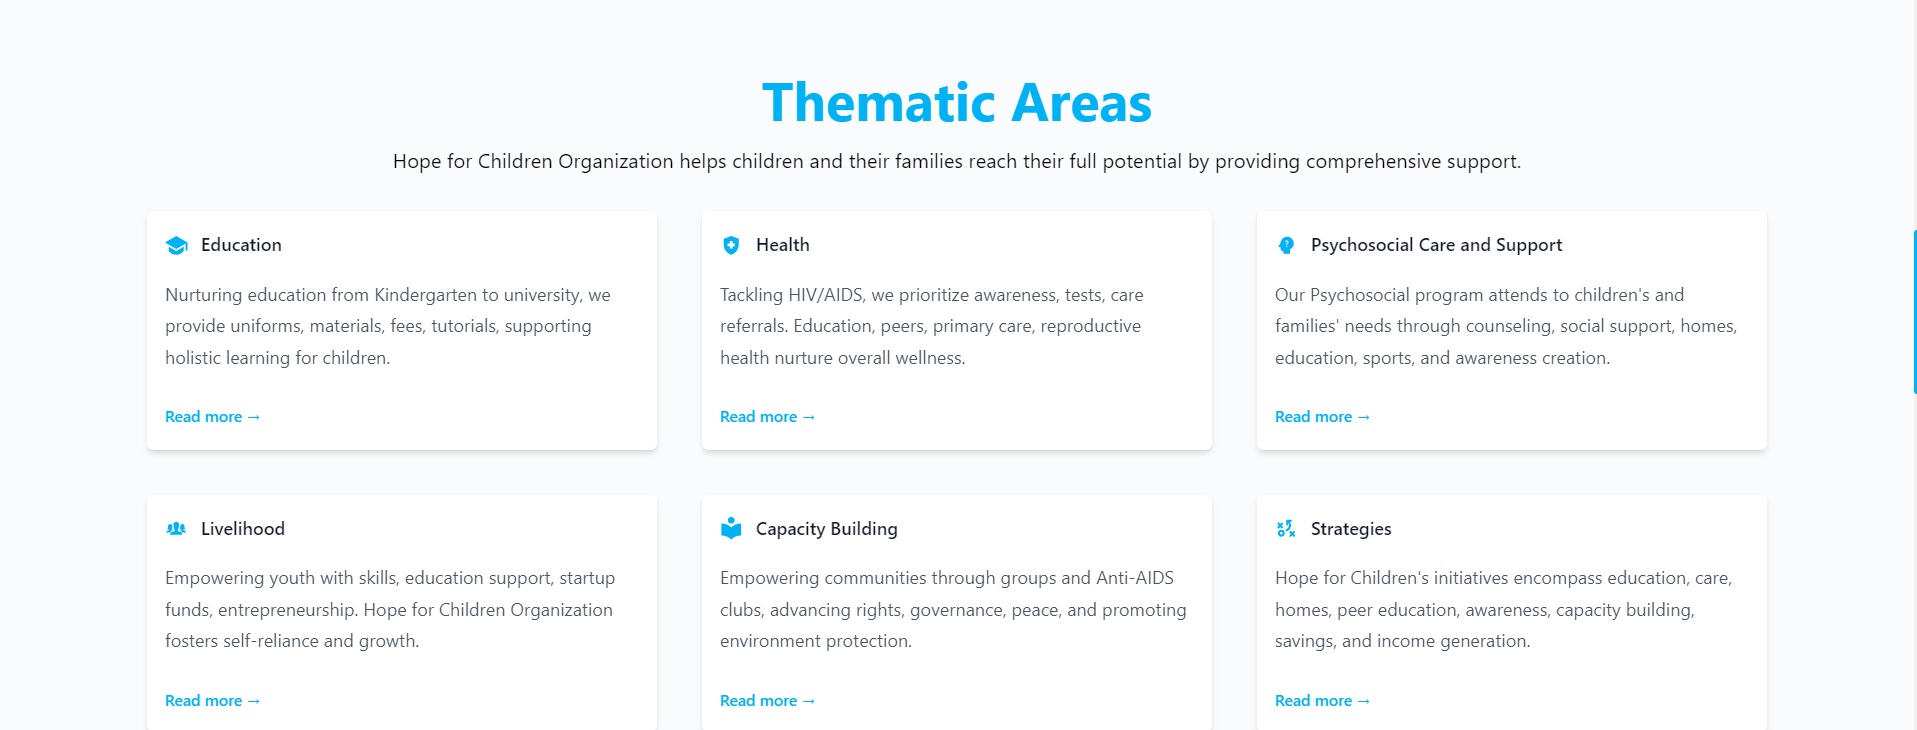 Thematic Areas
Hope for Children Organization helps children and their families reach their full potential by providing comprehensive support.
Education
Nurturing education from Kindergarten to university, we
provide uniforms, materials, fees, tutorials, supporting
holistic learning for children.
Read more →
Health
Tackling HIV/AIDS, we prioritize awareness, tests, care
referrals. Education, peers, primary care, reproductive
health nurture overall wellness.
Read more →
Psychosocial Care and Support
Our Psychosocial program attends to children's and
families' needs through counseling, social support, homes,
education, sports, and awareness creation.
Read more →
Livelihood
Empowering youth with skills, education support, startup
funds, entrepreneurship. Hope for Children Organization
fosters self-reliance and growth.
Read more →
Capacity Building
Empowering communities through groups and Anti-AIDS
clubs, advancing rights, governance, peace, and promoting
environment protection.
Read more →
Strategies
Hope for Children's initiatives encompass education, care,
homes, peer education, awareness, capacity building,
savings, and income generation.
Read more →